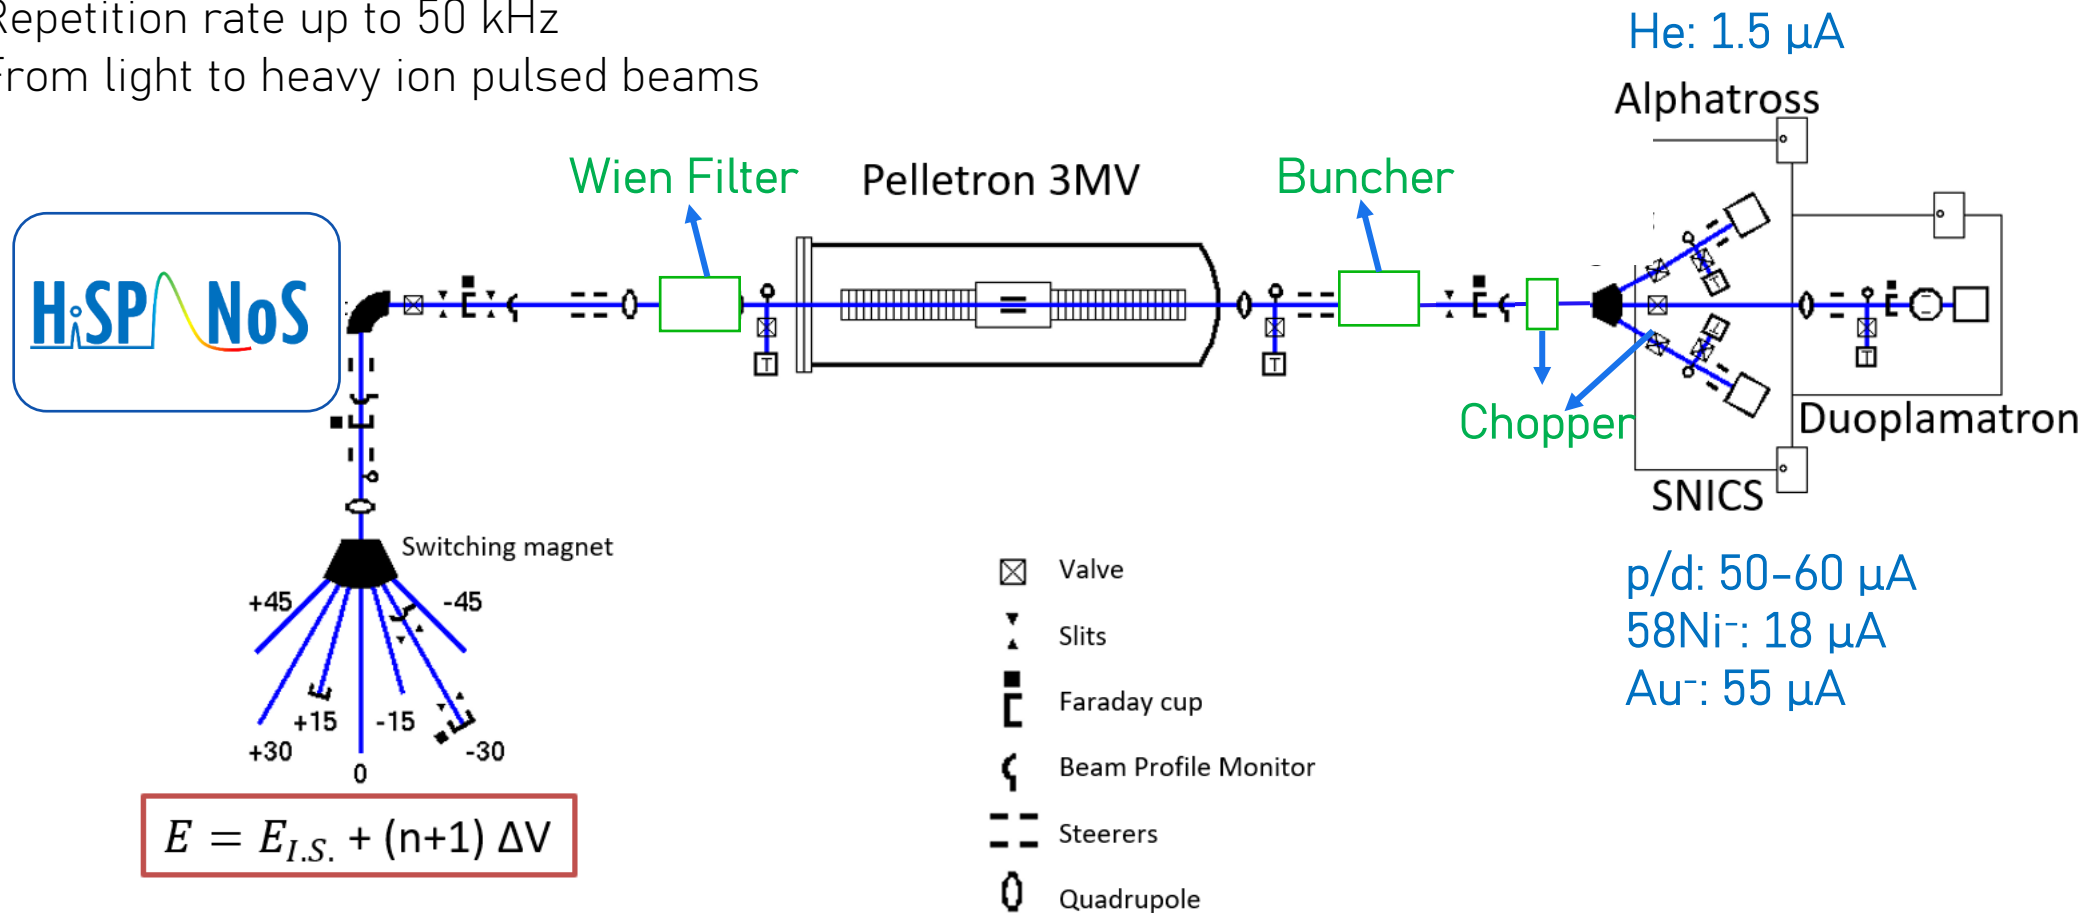 Repetition rate up to 50 kHz
From light to heavy ion pulsed beams
He: 1.5 µA
Alphatross
Wien Filter
Pelletron 3MV
Buncher
HiSPANoS
T
T
T
Chopper
Duoplamatron
SNICS
Switching magnet
+45
-45
+15
-15
+30
-30
0
E = E_{I.S.} + (n+1) ΔV
Valve
Slits
Faraday cup
Beam Profile Monitor
Steerers
Quadrupole
p/d: 50-60 µA
58Ni⁻: 18 µA
Au⁻: 55 µA